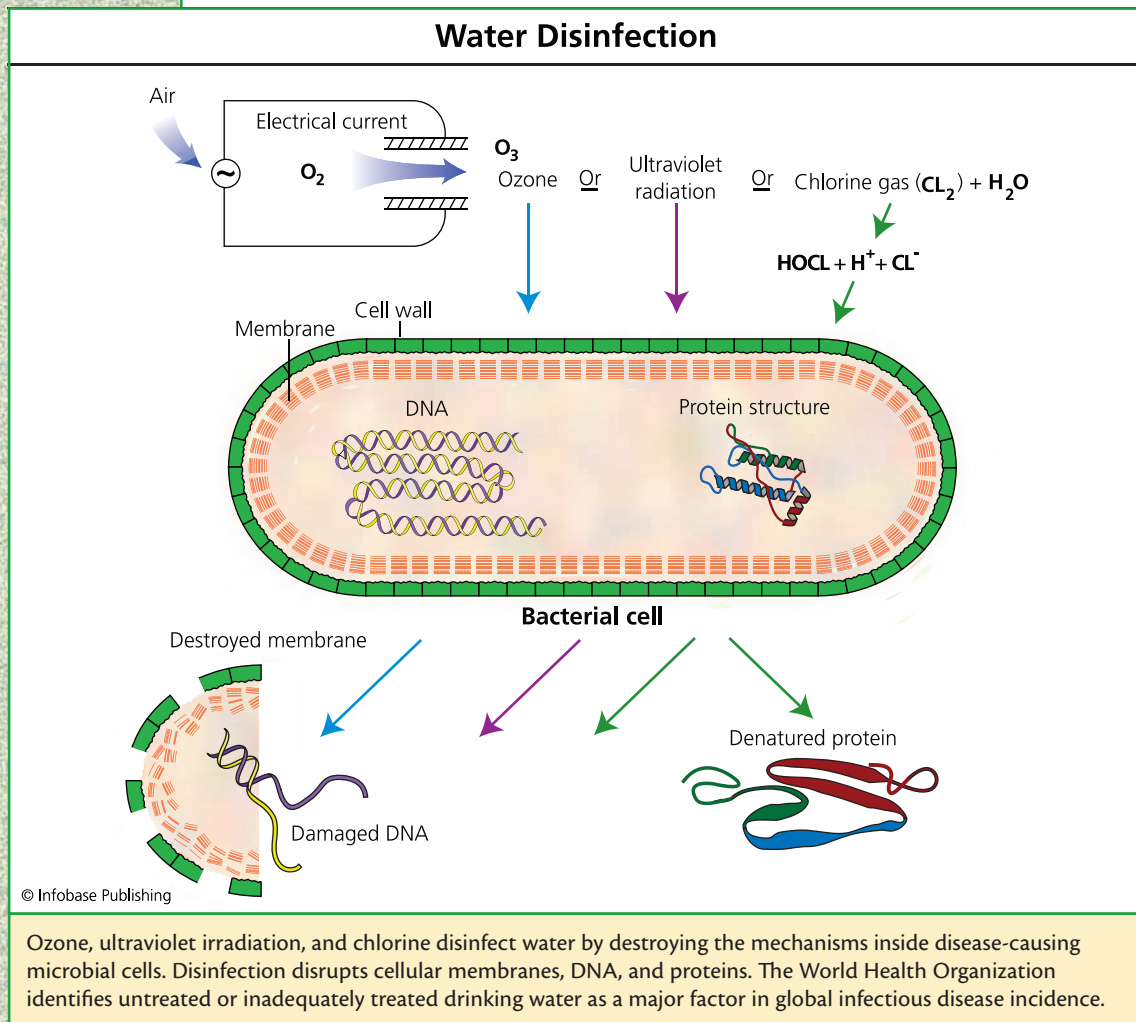 Water Disinfection
Air
Electrical current
O₂
O₃
Ozone Or Ultraviolet
radiation Or Chlorine gas (CL₂) + H₂O
HOCL + H⁺ + CL⁻
Cell wall
Membrane
DNA
Protein structure
Bacterial cell
Destroyed membrane
Denatured protein
Damaged DNA
© Infobase Publishing
Ozone, ultraviolet irradiation, and chlorine disinfect water by destroying the mechanisms inside disease-causing
microbial cells. Disinfection disrupts cellular membranes, DNA, and proteins. The World Health Organization
identifies untreated or inadequately treated drinking water as a major factor in global infectious disease incidence.